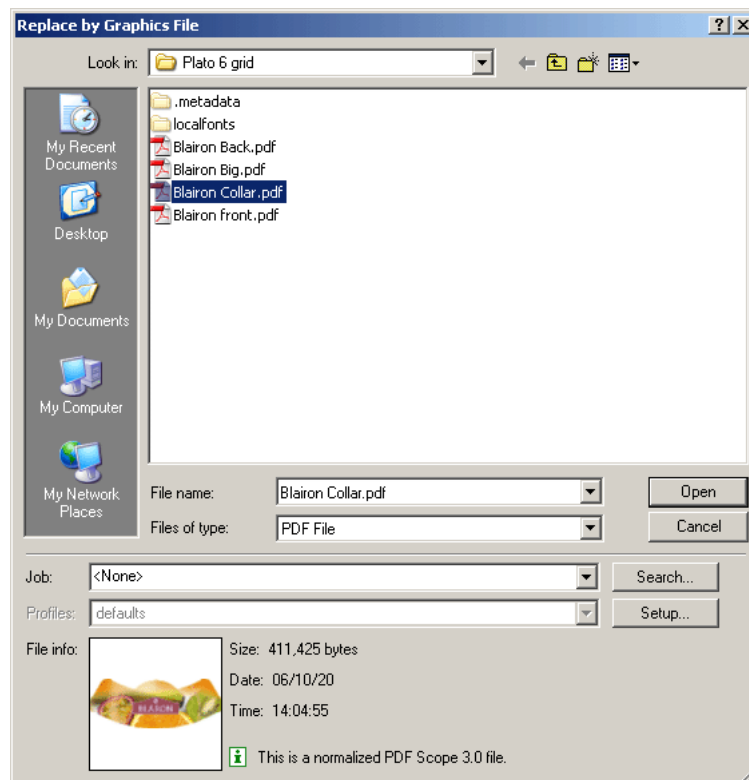 Replace by Graphics File
Look in: Plato 6 grid
.metadata
localfonts
Blairon Back.pdf
Blairon Big.pdf
Blairon Collar.pdf
Blairon front.pdf
My Recent
Documents
Desktop
My Documents
My Computer
My Network
Places
File name: Blairon Collar.pdf Open
Files of type: PDF File Cancel
Job: <None> Search...
Profiles: defaults Setup...
File info: Size: 411,425 bytes
Date: 06/10/20
Time: 14:04:55
BLAIRON
This is a normalized PDF Scope 3.0 file.